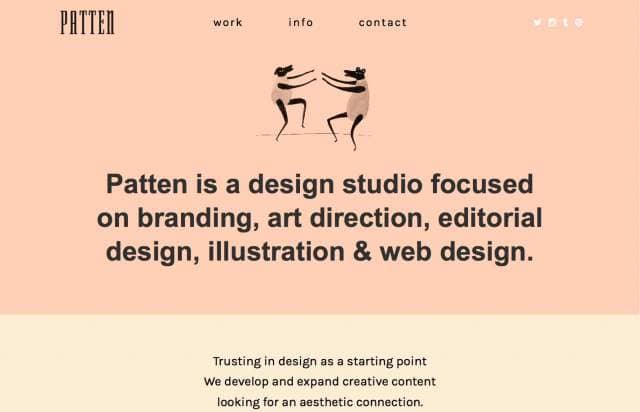 PATTEN
work info contact
Patten is a design studio focused
on branding, art direction, editorial
design, illustration & web design.
Trusting in design as a starting point
We develop and expand creative content
looking for an aesthetic connection.